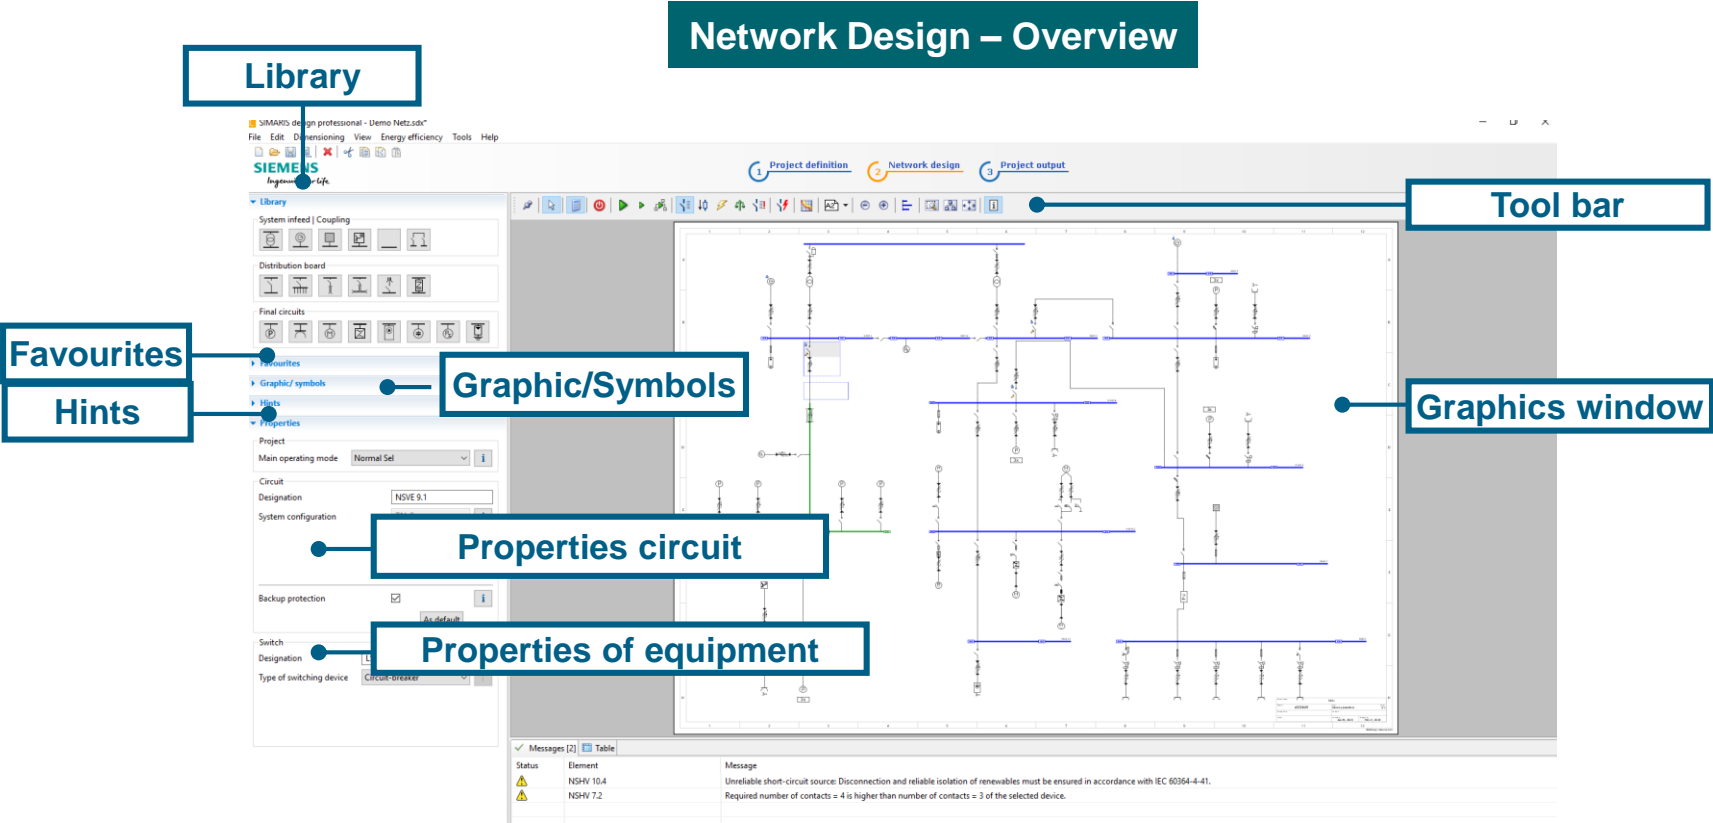 Network Design – Overview
Library
SIMARIS design professional - Demo Netz.sdx*
File Edit Dimensioning View Energy efficiency Tools Help
SIEMENS
1 Project definition
2 Network design
3 Project output
Library
Tool bar
System infeed | Coupling
Distribution board
Final circuits
Favourites
Favourites
Graphic/ symbols
Graphic/Symbols
Hints
Hints
Graphics window
Properties
Project
Main operating mode Normal Sel
Circuit
Designation NSVE 9.1
System configuration
Properties circuit
Backup protection
As default
Switch
Designation
Properties of equipment
Type of switching device Circuit-breaker
Messages [2] Table
Status Element Message
NSHV 10.4 Unreliable short-circuit source: Disconnection and reliable isolation of renewables must be ensured in accordance with IEC 60364-4-41.
NSHV 7.2 Required number of contacts = 4 is higher than number of contacts = 3 of the selected device.